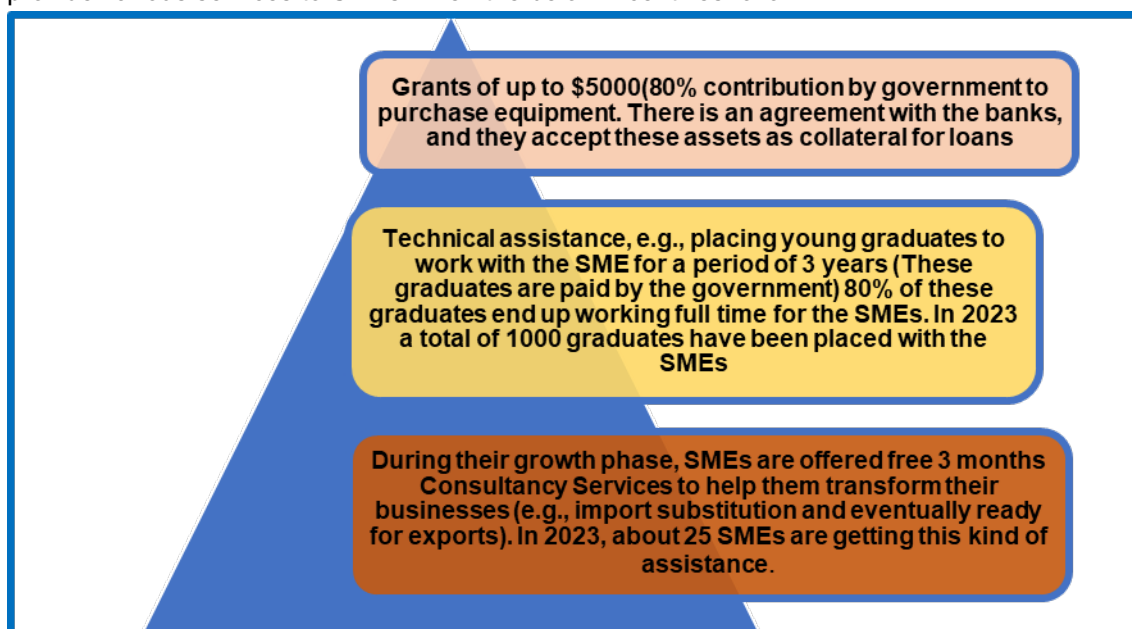 Grants of up to $5000(80% contribution by government to
purchase equipment. There is an agreement with the banks,
and they accept these assets as collateral for loans
Technical assistance, e.g., placing young graduates to
work with the SME for a period of 3 years (These
graduates are paid by the government) 80% of these
graduates end up working full time for the SMEs. In 2023
a total of 1000 graduates have been placed with the
SMEs
During their growth phase, SMEs are offered free 3 months
Consultancy Services to help them transform their
businesses (e.g., import substitution and eventually ready
for exports). In 2023, about 25 SMEs are getting this kind of
assistance.